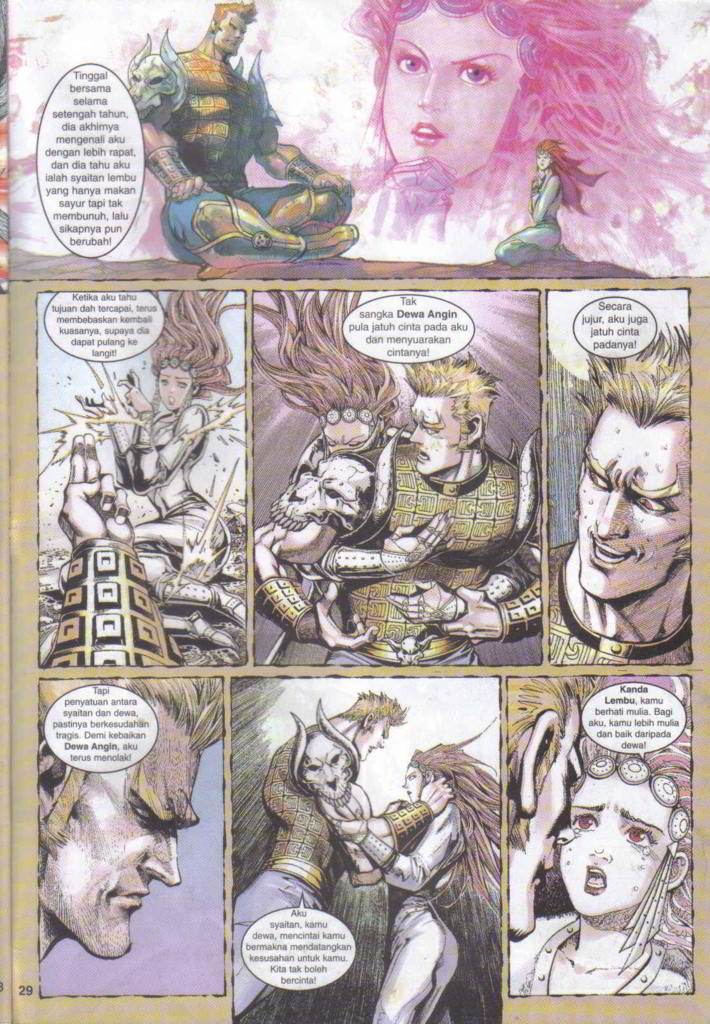 Tinggal
bersama
selama
setengah tahun,
dia akhirnya
mengenali aku
dengan lebih rapat,
dan dia tahu aku
ialah syaitan lembu
yang hanya makan
sayur tapi tak
membunuh, lalu
sikapnya pun
berubah!
Ketika aku tahu
tujuan dah tercapai, terus
membebaskan kembali
kuasanya, supaya dia
dapat pulang ke
langit!
Tak
sangka Dewa Angin
pula jatuh cinta pada aku
dan menyuarakan
cintanya!
Secara
jujur, aku juga
jatuh cinta
padanya!
Tapi
penyatuan antara
syaitan dan dewa,
pastinya berkesudahan
tragis. Demi kebaikan
Dewa Angin, aku
terus menolak!
Aku
syaitan, kamu
dewa, mencintai kamu
bermakna mendatangkan
kesusahan untuk kamu.
Kita tak boleh
bercinta!
Kanda
Lembu, kamu
berhati mulia. Bagi
aku, kamu lebih mulia
dan baik daripada
dewa!
29